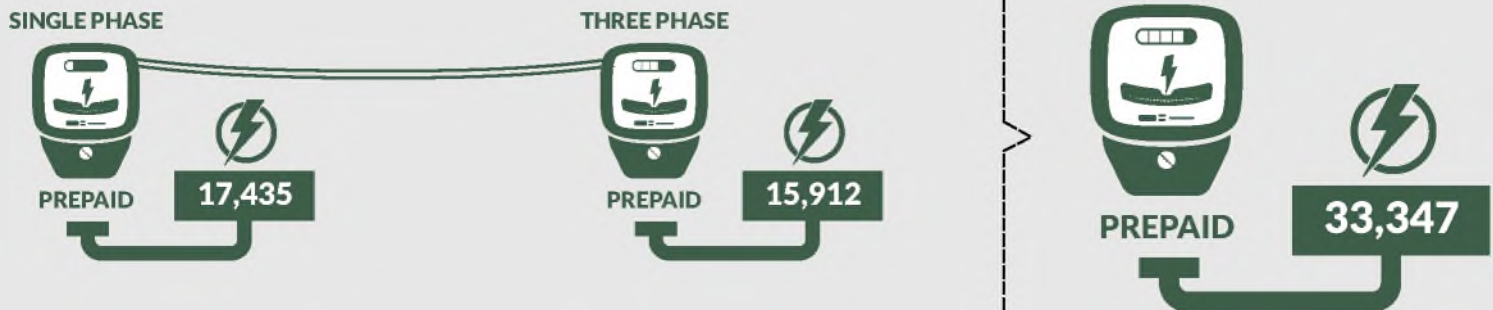 SINGLE PHASE
THREE PHASE
PREPAID
17,435
PREPAID
15,912
PREPAID
33,347